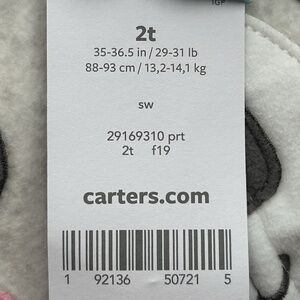 IGP
2t
35-36.5 in / 29-31 lb
88-93 cm / 13,2-14,1 kg
sw
29169310 prt
2t f19
carters.com
1 92136 50721 5